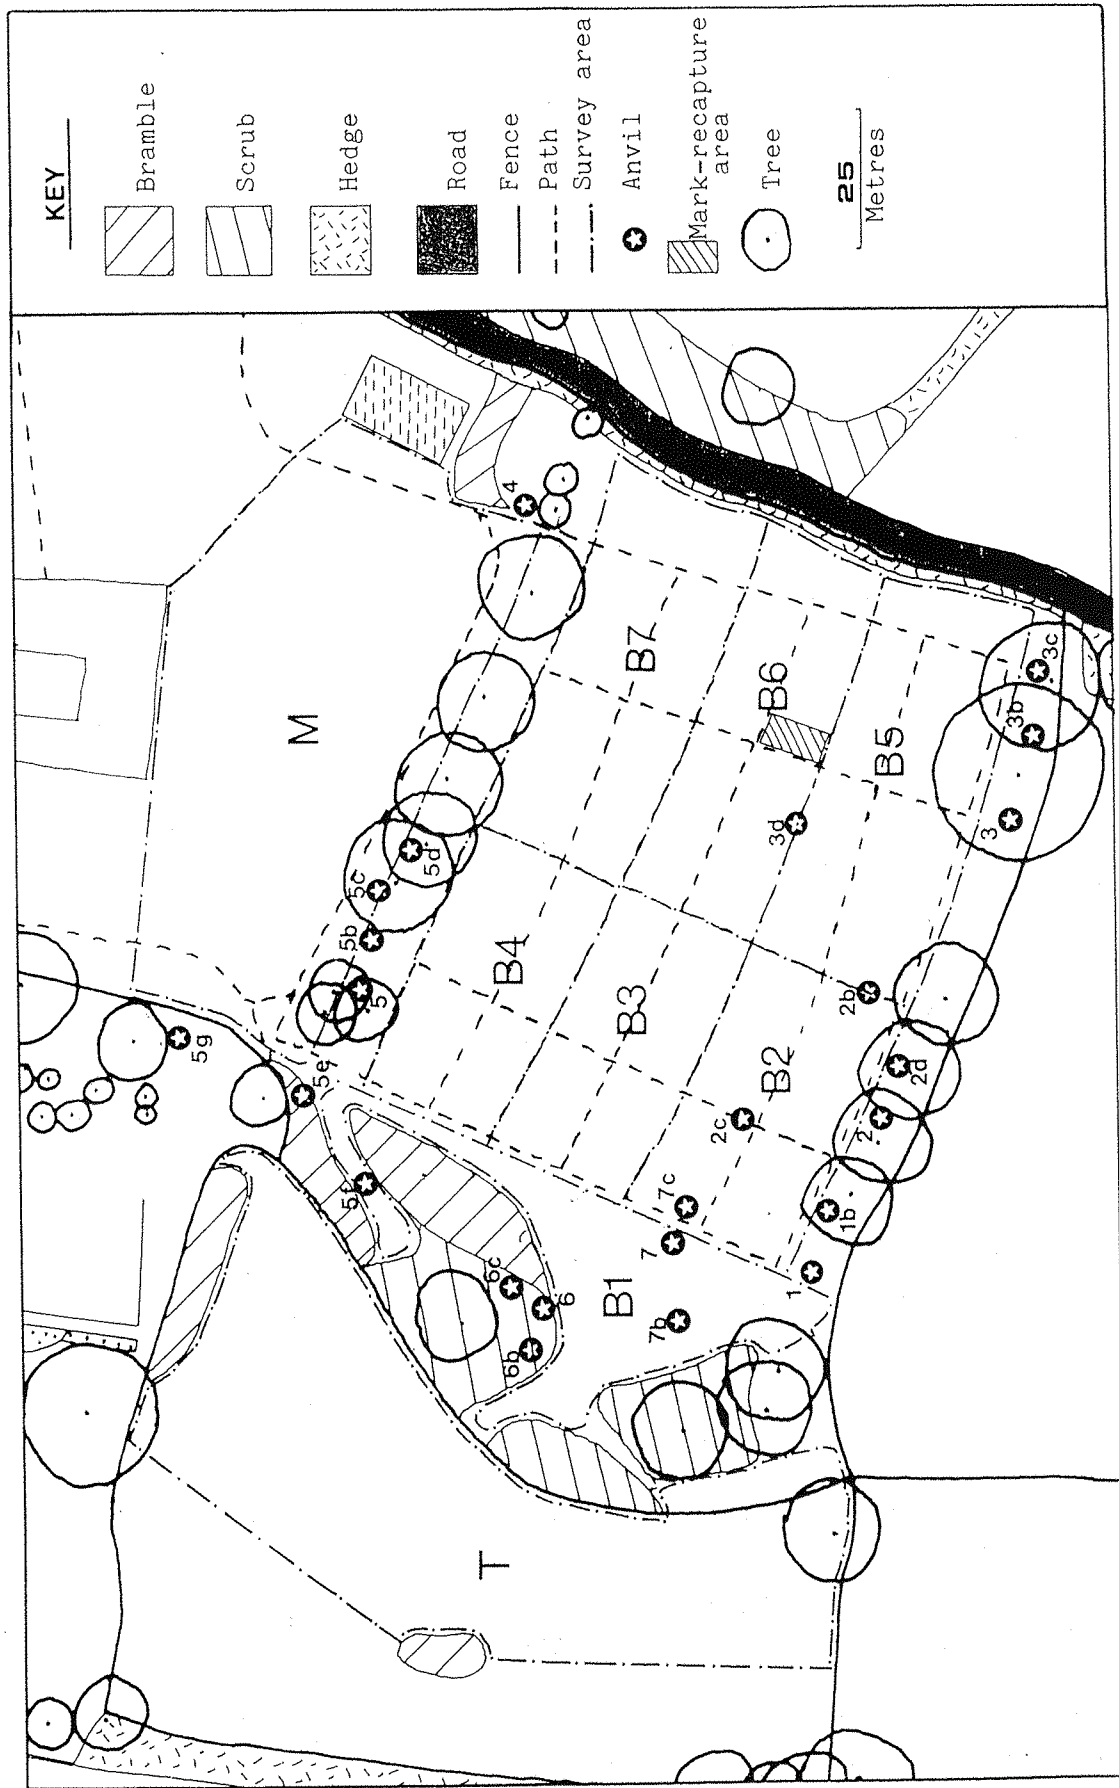 KEY
Bramble
Scrub
Hedge
Road
Fence
Path
Survey area
Anvil
Mark-recapture
area
Tree
25
Metres
M
T
B1
B2
B3
B4
B5
B6
B7
1
1b
2
2b
2c
2d
3
3b
3c
3d
4
5
5b
5c
5d
5e
5f
5g
6
6b
6c
7
7b
7c